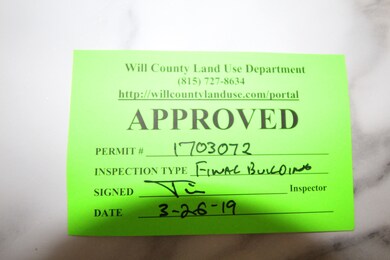 Will County Land Use Department
(815) 727-8634
http://willcountylanduse.com/portal
APPROVED
PERMIT # 1703072
INSPECTION TYPE FINAL BUILDING
SIGNED Tim Inspector
DATE 3-26-19